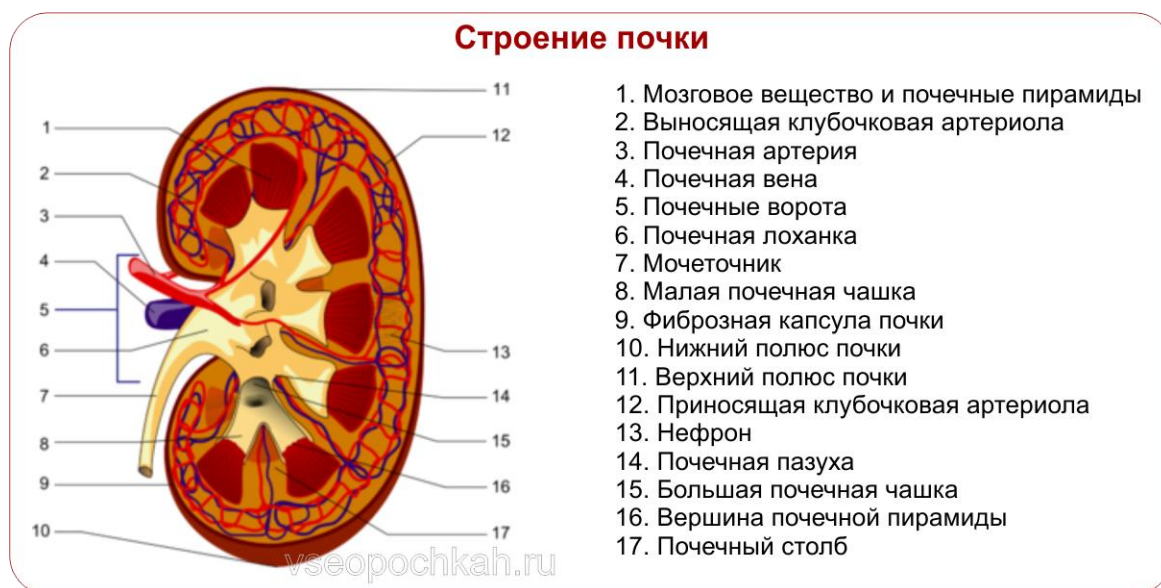 Строение почки
1
2
3
4
5
6
7
8
9
10
11
12
13
14
15
16
17
1. Мозговое вещество и почечные пирамиды
2. Выносящая клубочковая артериола
3. Почечная артерия
4. Почечная вена
5. Почечные ворота
6. Почечная лоханка
7. Мочеточник
8. Малая почечная чашка
9. Фиброзная капсула почки
10. Нижний полюс почки
11. Верхний полюс почки
12. Приносящая клубочковая артериола
13. Нефрон
14. Почечная пазуха
15. Большая почечная чашка
16. Вершина почечной пирамиды
17. Почечный столб
vseopochkah.ru